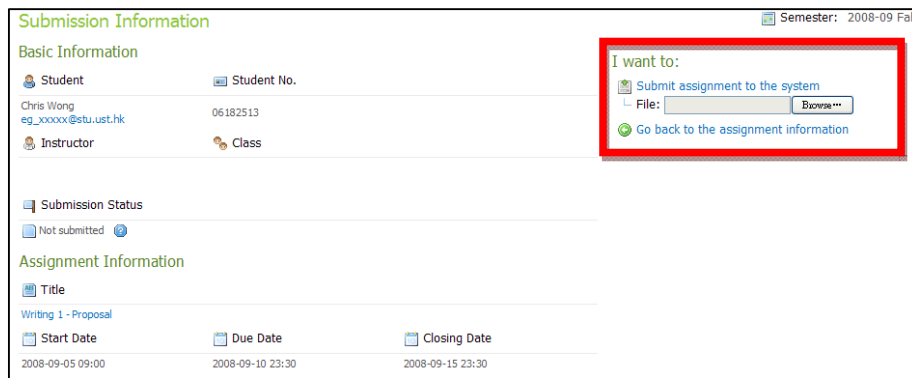 Submission Information
Semester: 2008-09 Fal
Basic Information
Student Student No.
Chris Wong
eg_xxxxx@stu.ust.hk
06182513
Instructor Class
Submission Status
Not submitted
Assignment Information
Title
Writing 1 - Proposal
Start Date Due Date Closing Date
2008-09-05 09:00 2008-09-10 23:30 2008-09-15 23:30
I want to:
Submit assignment to the system
File: Browse...
Go back to the assignment information